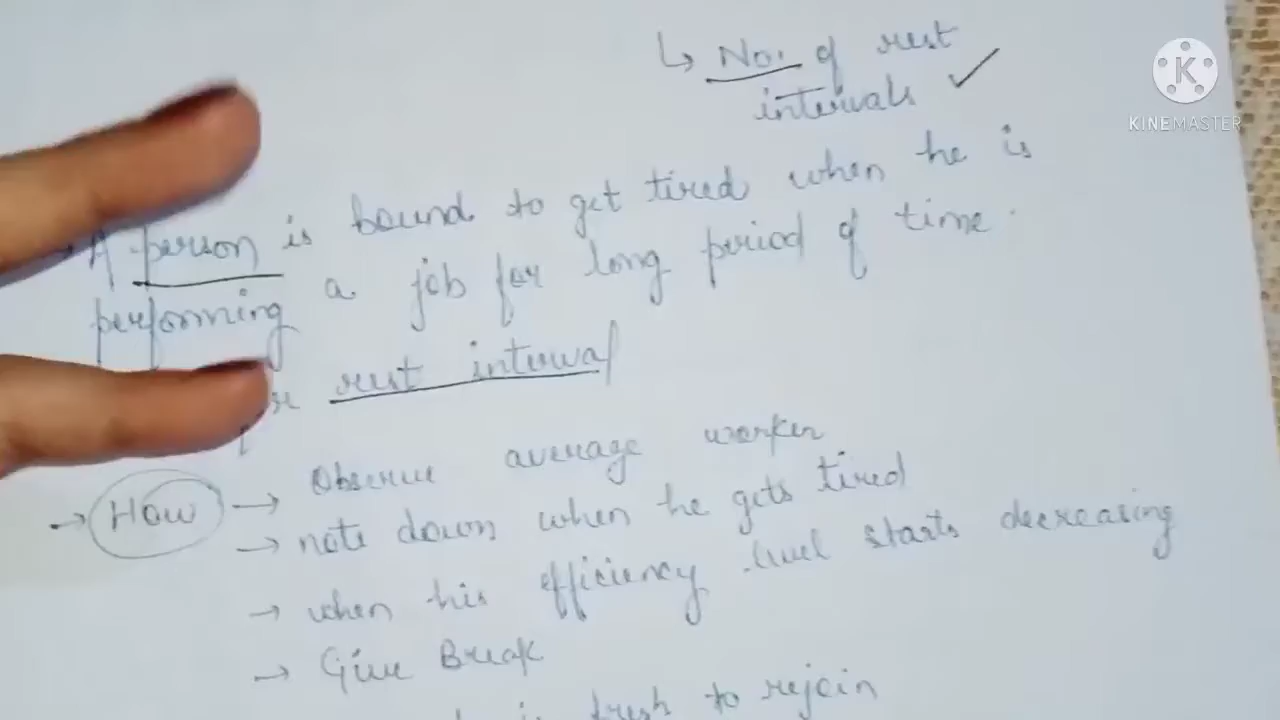 ↳ No. of rest
intervals ✓
KINEMASTER
A person is bound to get tired when he is
performing a job for long period of time.
rest interval
→ How → Observe average worker
→ note down when he gets tired
→ when his efficiency level starts decreasing
→ Give Break
is fresh to rejoin